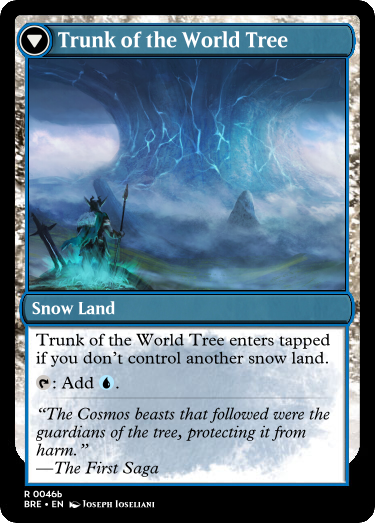 Trunk of the World Tree
Snow Land
Trunk of the World Tree enters tapped
if you don't control another snow land.
: Add .
"The Cosmos beasts that followed were the
guardians of the tree, protecting it from
harm."
—The First Saga
R 0046b
BRE • EN Joseph Ioseliani